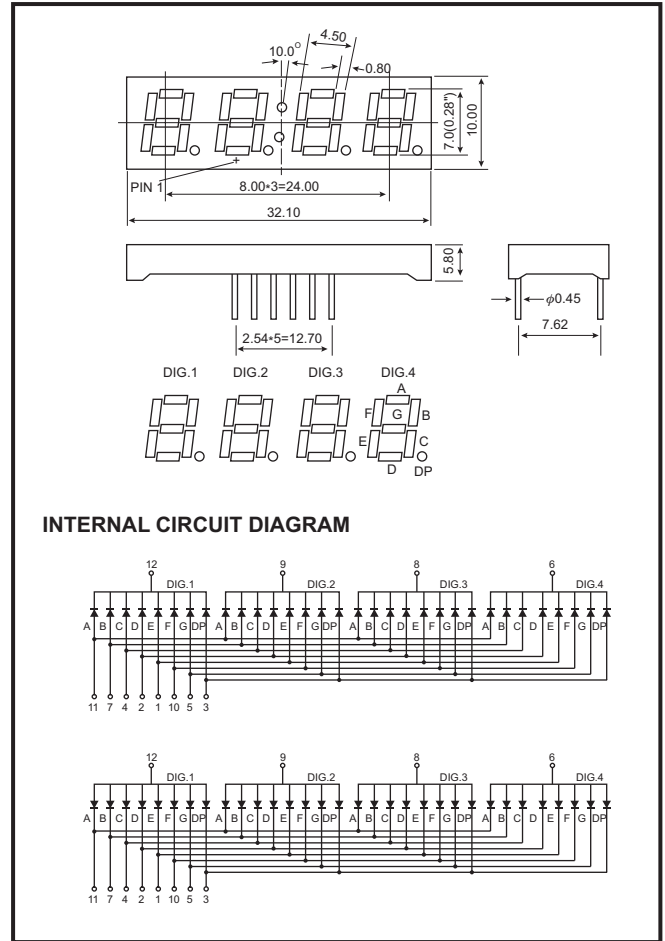 10.0°
4.50
0.80
7.0(0.28")
10.00
PIN 1
8.00*3=24.00
32.10
5.80
ϕ0.45
2.54*5=12.70
7.62
DIG.1 DIG.2 DIG.3 DIG.4
A
F G B
E C
D DP
INTERNAL CIRCUIT DIAGRAM
12 9 8 6
DIG.1 DIG.2 DIG.3 DIG.4
A B C D E F G DP A B C D E F G DP A B C D E F G DP A B C D E F G DP
11 7 4 2 1 10 5 3
12 9 8 6
DIG.1 DIG.2 DIG.3 DIG.4
A B C D E F G DP A B C D E F G DP A B C D E F G DP A B C D E F G DP
11 7 4 2 1 10 5 3